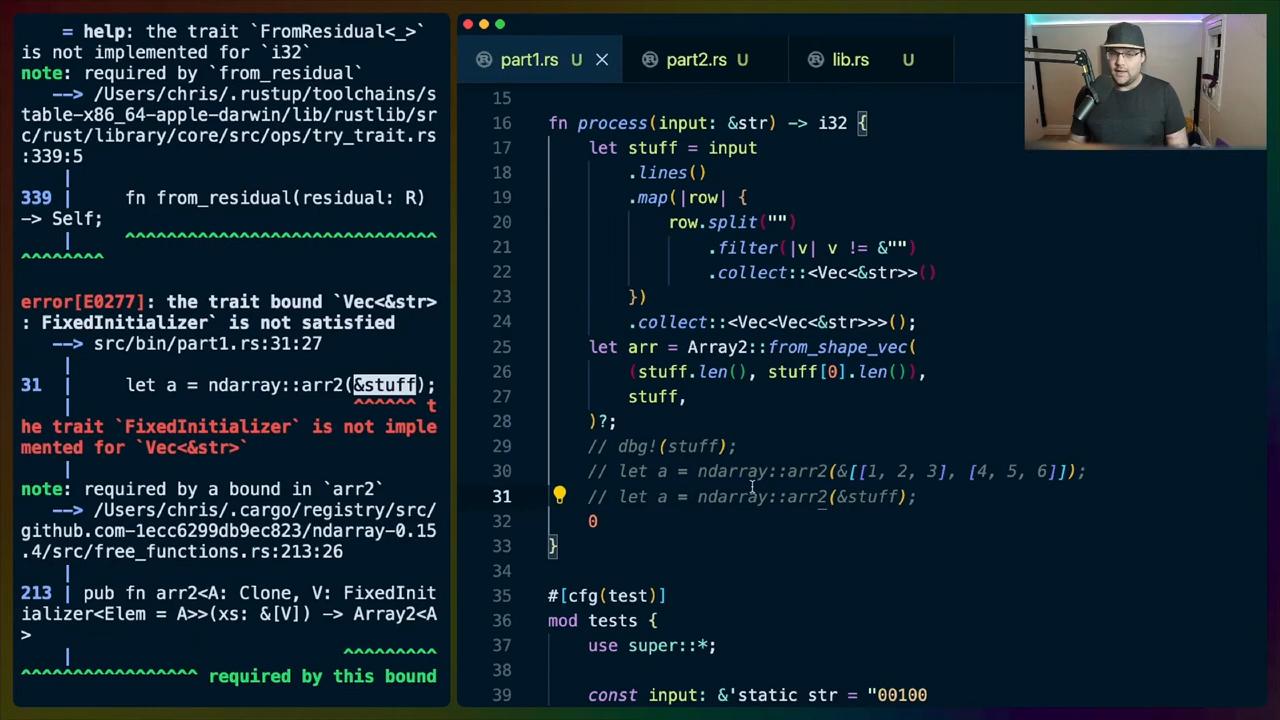 = help: the trait `FromResidual<_>`
is not implemented for `i32`
note: required by `from_residual`
--> /Users/chris/.rustup/toolchains/s
table-x86_64-apple-darwin/lib/rustlib/sr
c/rust/library/core/src/ops/try_trait.rs
:339:5
|
339 | fn from_residual(residual: R)
-> Self;
| ^^^^^^^^^^^^^^^^^^^^^^^^^^^^^
^^^^^^^^
error[E0277]: the trait bound `Vec<&str>
: FixedInitializer` is not satisfied
--> src/bin/part1.rs:31:27
|
31 | let a = ndarray::arr2(&stuff);
| ^^^^^^ t
he trait `FixedInitializer` is not imple
mented for `Vec<&str>`
|
note: required by a bound in `arr2`
--> /Users/chris/.cargo/registry/src/
github.com-1ecc6299db9ec823/ndarray-0.15
.4/src/free_functions.rs:213:26
|
213 | pub fn arr2<A: Clone, V: FixedInit
ializer<Elem = A>>(xs: &[V]) -> Array2<A
>
| ^^^^^^^^^
^^^^^^^^^^^^^^^^^ required by this bound
part1.rs U × part2.rs U lib.rs U
15
16 fn process(input: &str) -> i32 {
17 let stuff = input
18 .lines()
19 .map(|row| {
20 row.split("")
21 .filter(|v| v != &"")
22 .collect::<Vec<&str>>()
23 })
24 .collect::<Vec<Vec<&str>>>();
25 let arr = Array2::from_shape_vec(
26 (stuff.len(), stuff[0].len()),
27 stuff,
28 )?;
29 // dbg!(stuff);
30 // let a = ndarray::arr2(&[[1, 2, 3], [4, 5, 6]]);
31 // let a = ndarray::arr2(&stuff);
32 0
33 }
34
35 #[cfg(test)]
36 mod tests {
37 use super::*;
38
39 const input: &'static str = "00100